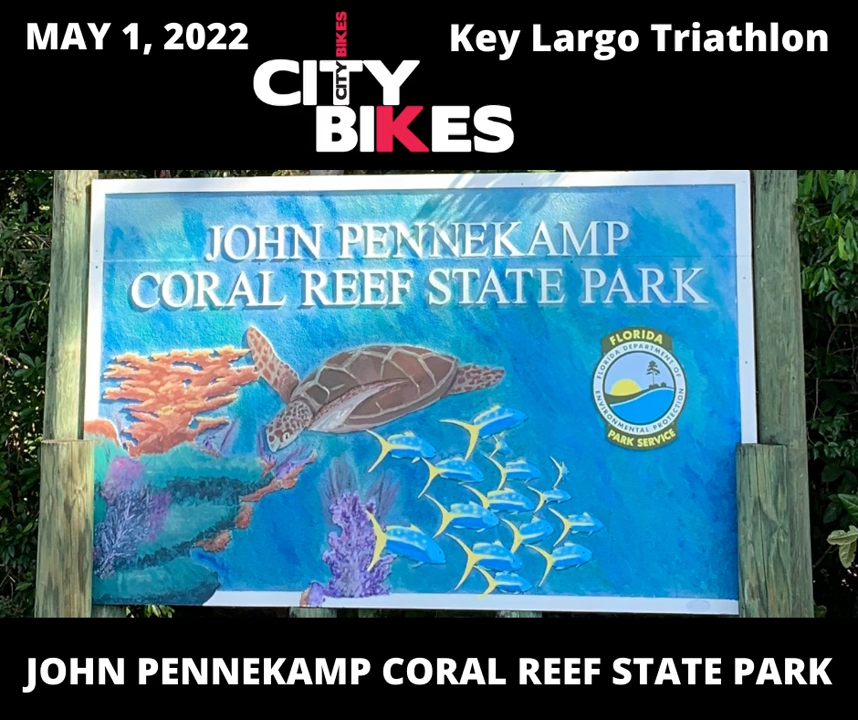 MAY 1, 2022
Key Largo Triathlon
CITY BIKES
CITY
BIKES
JOHN PENNEKAMP
CORAL REEF STATE PARK
FLORIDA
FLORIDA DEPARTMENT OF
ENVIRONMENTAL PROTECTION
PARK SERVICE
JOHN PENNEKAMP CORAL REEF STATE PARK